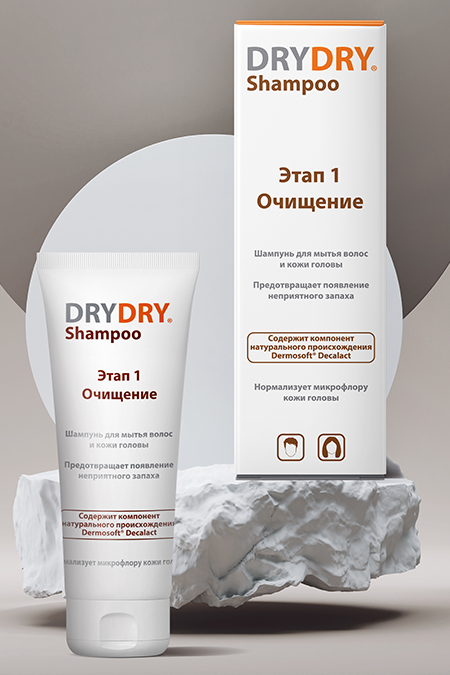 DRYDRY®
Shampoo
Этап 1
Очищение
Шампунь для мытья волос
и кожи головы
Предотвращает появление
неприятного запаха
Содержит компонент
натурального происхождения
Dermosoft® Decalact
Нормализует микрофлору
кожи головы
DRYDRY®
Shampoo
Этап 1
Очищение
Шампунь для мытья волос
и кожи головы
Предотвращает появление
неприятного запаха
Содержит компонент
натурального происхождения
Dermosoft® Decalact
микрофлору кожи